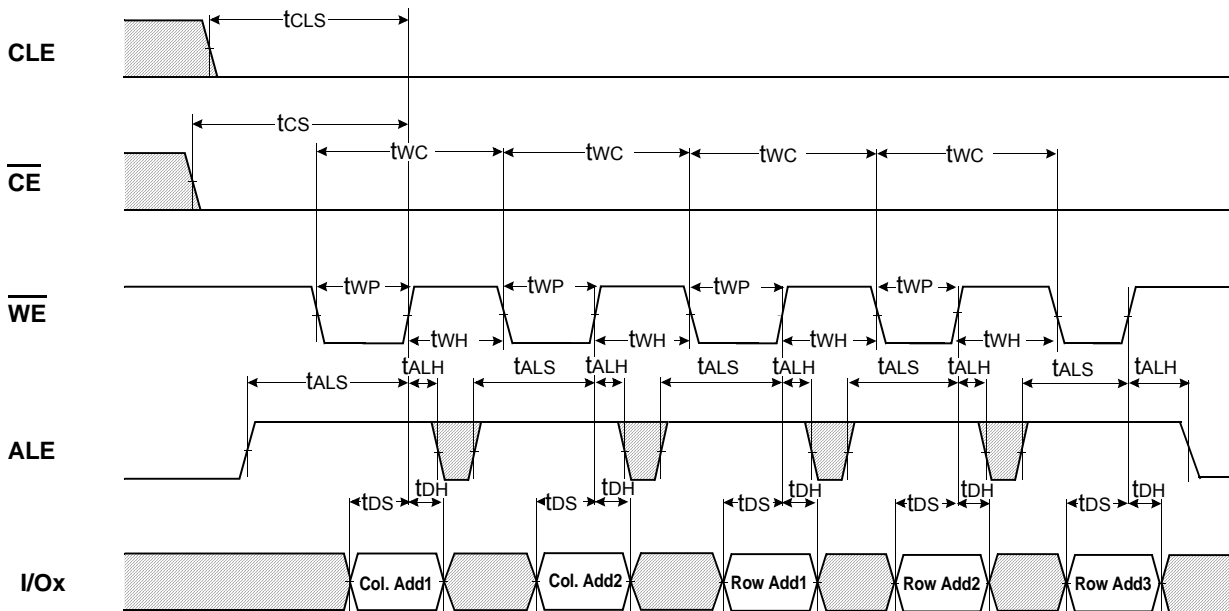 tCLS
CLE
tCS
tWC tWC tWC tWC
CE
tWP tWP tWP tWP
WE
tWH tWH tWH tWH
tALS tALH tALS tALH tALS tALH tALS tALH tALS tALH
ALE
tDS tDH tDS tDH tDS tDH tDS tDH tDS tDH
I/Ox Col. Add1 Col. Add2 Row Add1 Row Add2 Row Add3